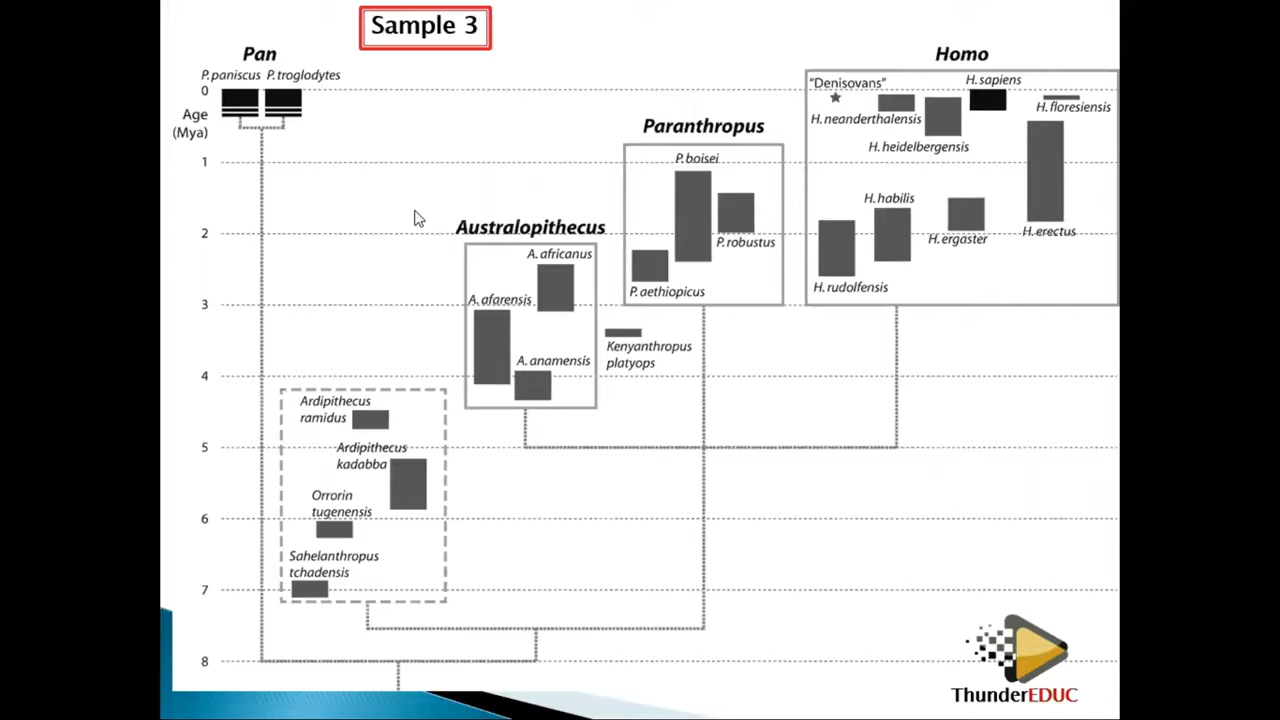 Sample 3
Pan
P. paniscus P. troglodytes
0
Age
(Mya)
1
2
3
4
5
6
7
8
Homo
"Denisovans"
H. sapiens
H. neanderthalensis
H. floresiensis
H. heidelbergensis
H. habilis
H. ergaster
H. erectus
H. rudolfensis
Paranthropus
P. boisei
P. robustus
P. aethiopicus
Australopithecus
A. africanus
A. afarensis
A. anamensis
Kenyanthropus
platyops
Ardipithecus
ramidus
Ardipithecus
kadabba
Orrorin
tugenensis
Sahelanthropus
tchadensis
ThunderEDUC